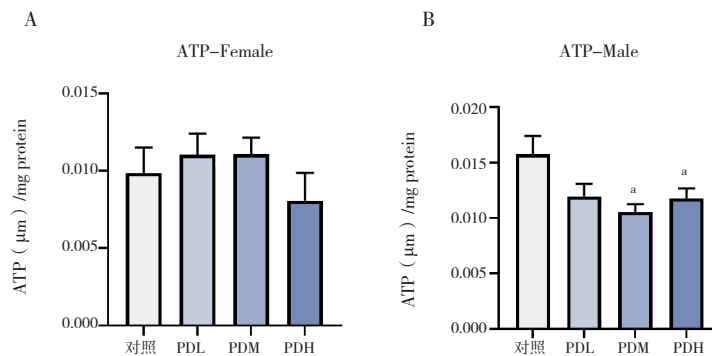 A
ATP-Female
ATP（μm）/mg protein
0.015
0.010
0.005
0.000
对照 PDL PDM PDH
B
ATP-Male
ATP（μm）/mg protein
0.020
0.015
0.010
0.005
0.000
a
a
对照 PDL PDM PDH